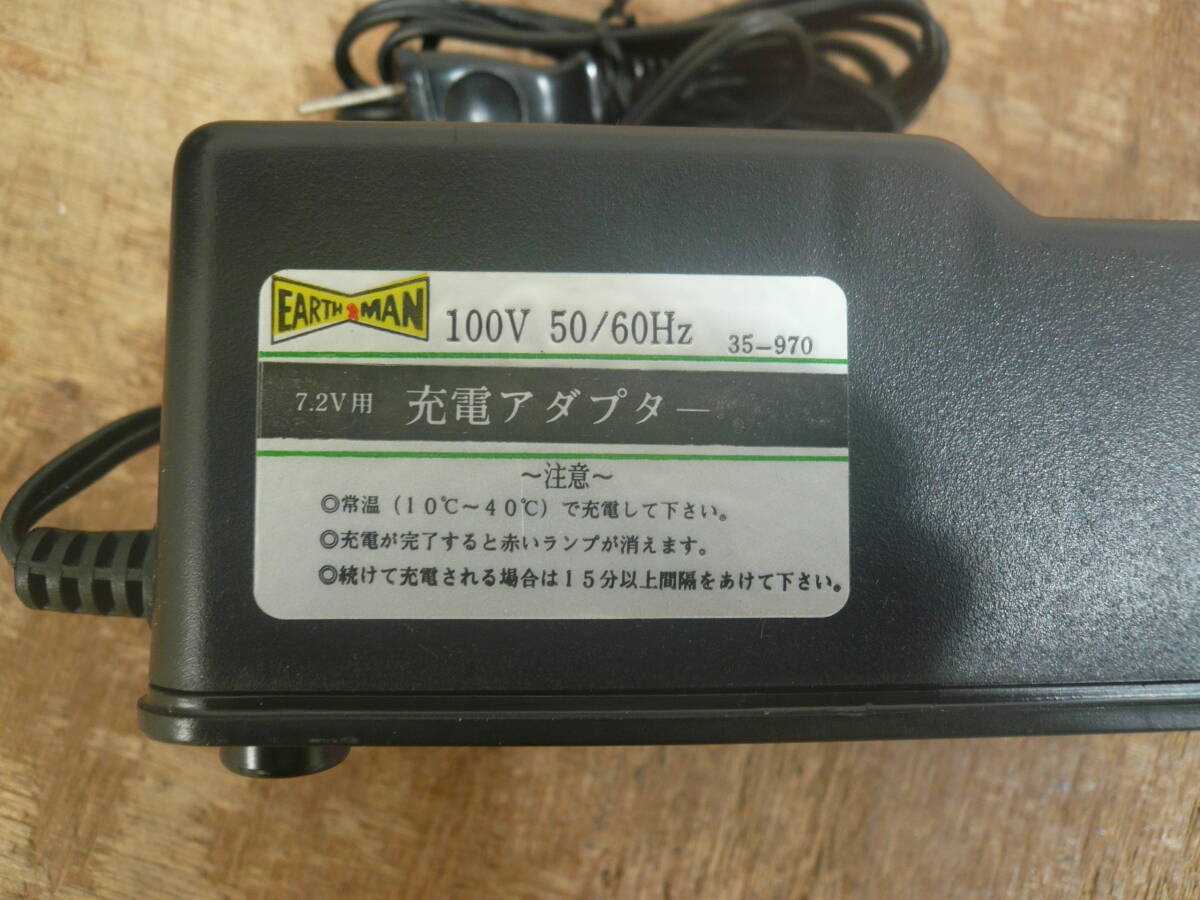 EARTH MAN 100V 50/60Hz 35-970
7.2V用 充電アダプター
～注意～
◎常温（１０℃～４０℃）で充電して下さい。
◎充電が完了すると赤いランプが消えます。
◎続けて充電される場合は１５分以上間隔をあけて下さい。